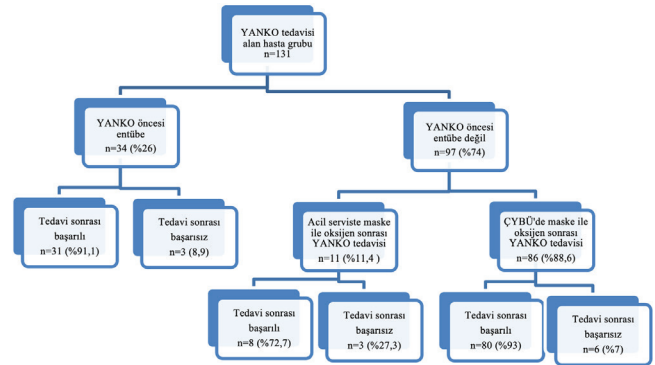 YANKO tedavisi
alan hasta grubu
n=131
YANKO öncesi
entübe
n=34 (%26)
YANKO öncesi
entübe değil
n=97 (%74)
Tedavi sonrası
başarılı
n=31 (%91,1)
Tedavi sonrası
başarısız
n=3 (8,9)
Acil serviste maske
ile oksijen sonrası
YANKO tedavisi
n=11 (%11,4 )
ÇYBÜ'de maske ile
oksijen sonrası
YANKO tedavisi
n=86 (%88,6)
Tedavi sonrası
başarılı
n=8 (%72,7)
Tedavi sonrası
başarısız
n=3 (%27,3)
Tedavi sonrası
başarılı
n=80 (%93)
Tedavi sonrası
başarısız
n=6 (%7)